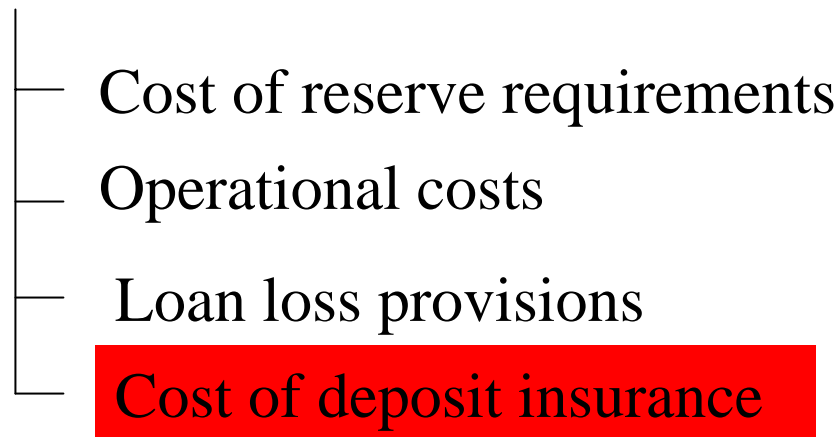 Cost of reserve requirements
Operational costs
Loan loss provisions
Cost of deposit insurance